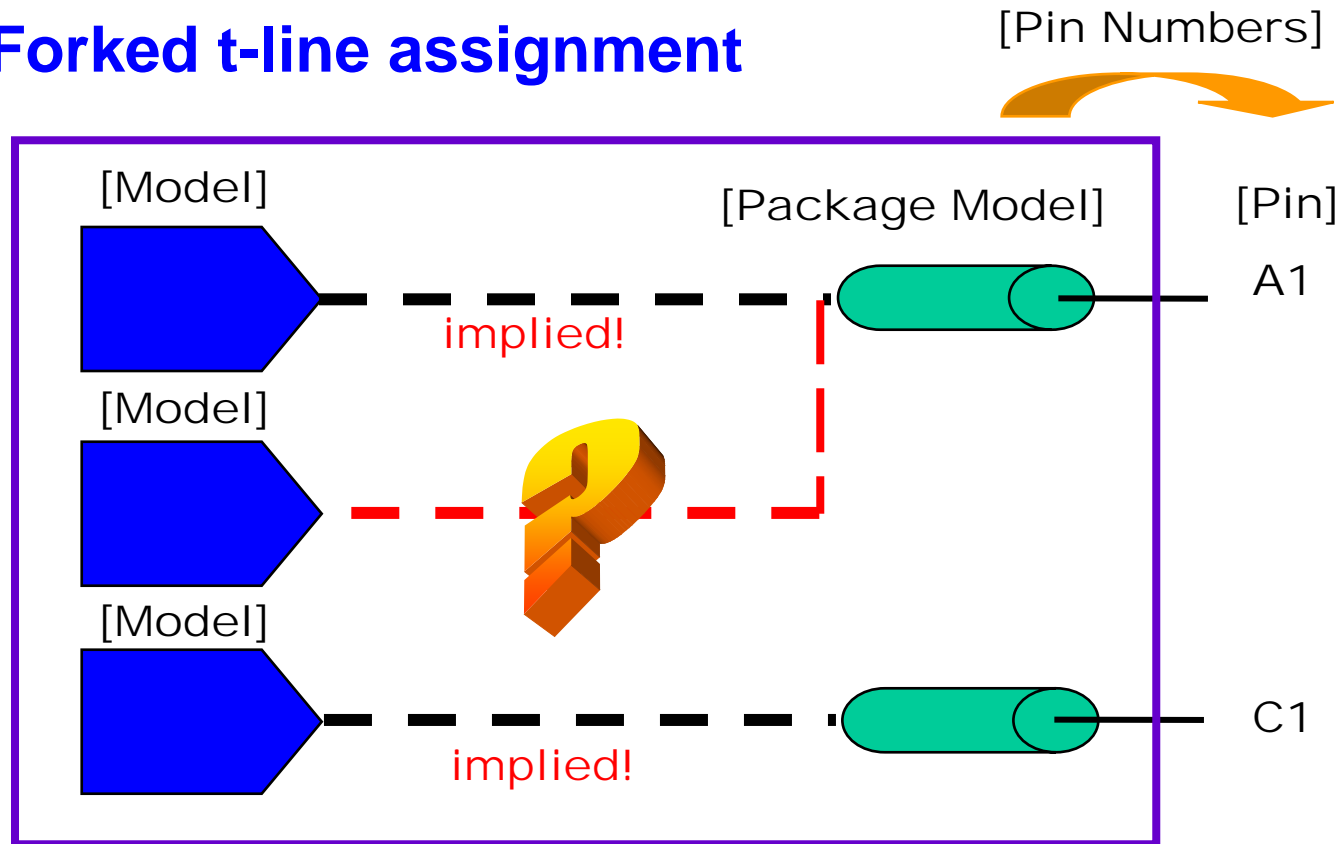 Forked t-line assignment
[Pin Numbers]
[Model]
[Package Model]
[Pin]
A1
implied!
[Model]
?
[Model]
C1
implied!